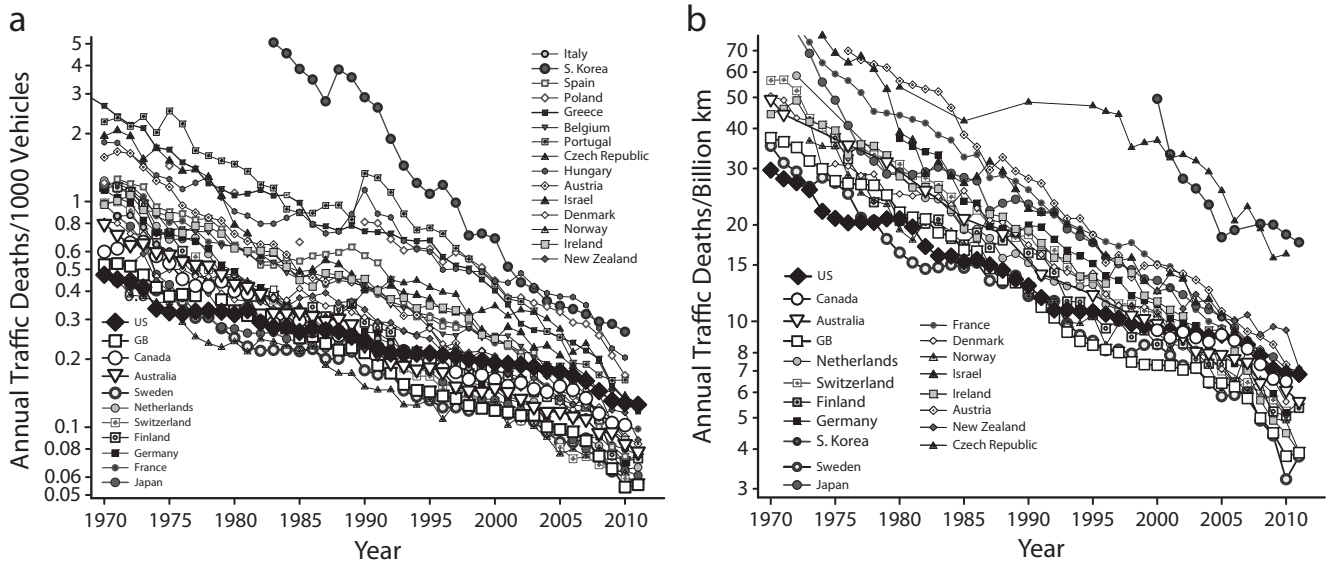 a
Annual Traffic Deaths/1000 Vehicles
5
4
3
2
1
0.8
0.6
0.5
0.4
0.3
0.2
0.1
0.08
0.06
0.05
1970
1975
1980
1985
1990
1995
2000
2005
2010
Year
Italy
S. Korea
Spain
Poland
Greece
Belgium
Portugal
Czech Republic
Hungary
Austria
Israel
Denmark
Norway
Ireland
New Zealand
US
GB
Canada
Australia
Sweden
Netherlands
Switzerland
Finland
Germany
France
Japan
b
Annual Traffic Deaths/Billion km
70
60
50
40
30
20
15
10
8
7
6
5
4
3
1970
1975
1980
1985
1990
1995
2000
2005
2010
Year
US
Canada
Australia
GB
Netherlands
Switzerland
Finland
Germany
S. Korea
Sweden
Japan
France
Denmark
Norway
Israel
Ireland
Austria
New Zealand
Czech Republic